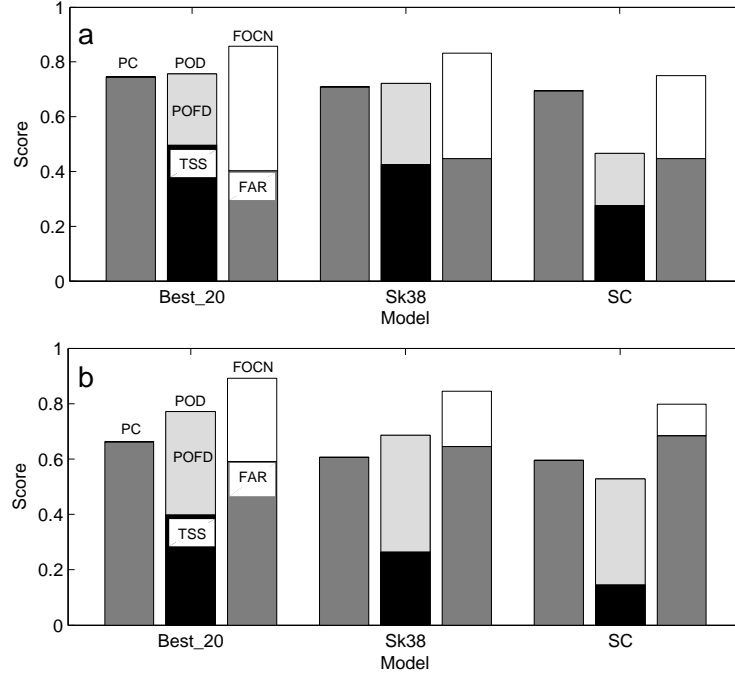 a
1
0.8
0.6
0.4
0.2
0
Score
PC
POD
FOCN
POFD
TSS
FAR
Best_20
Sk38
SC
Model
b
1
0.8
0.6
0.4
0.2
0
Score
PC
POD
FOCN
POFD
TSS
FAR
Best_20
Sk38
SC
Model